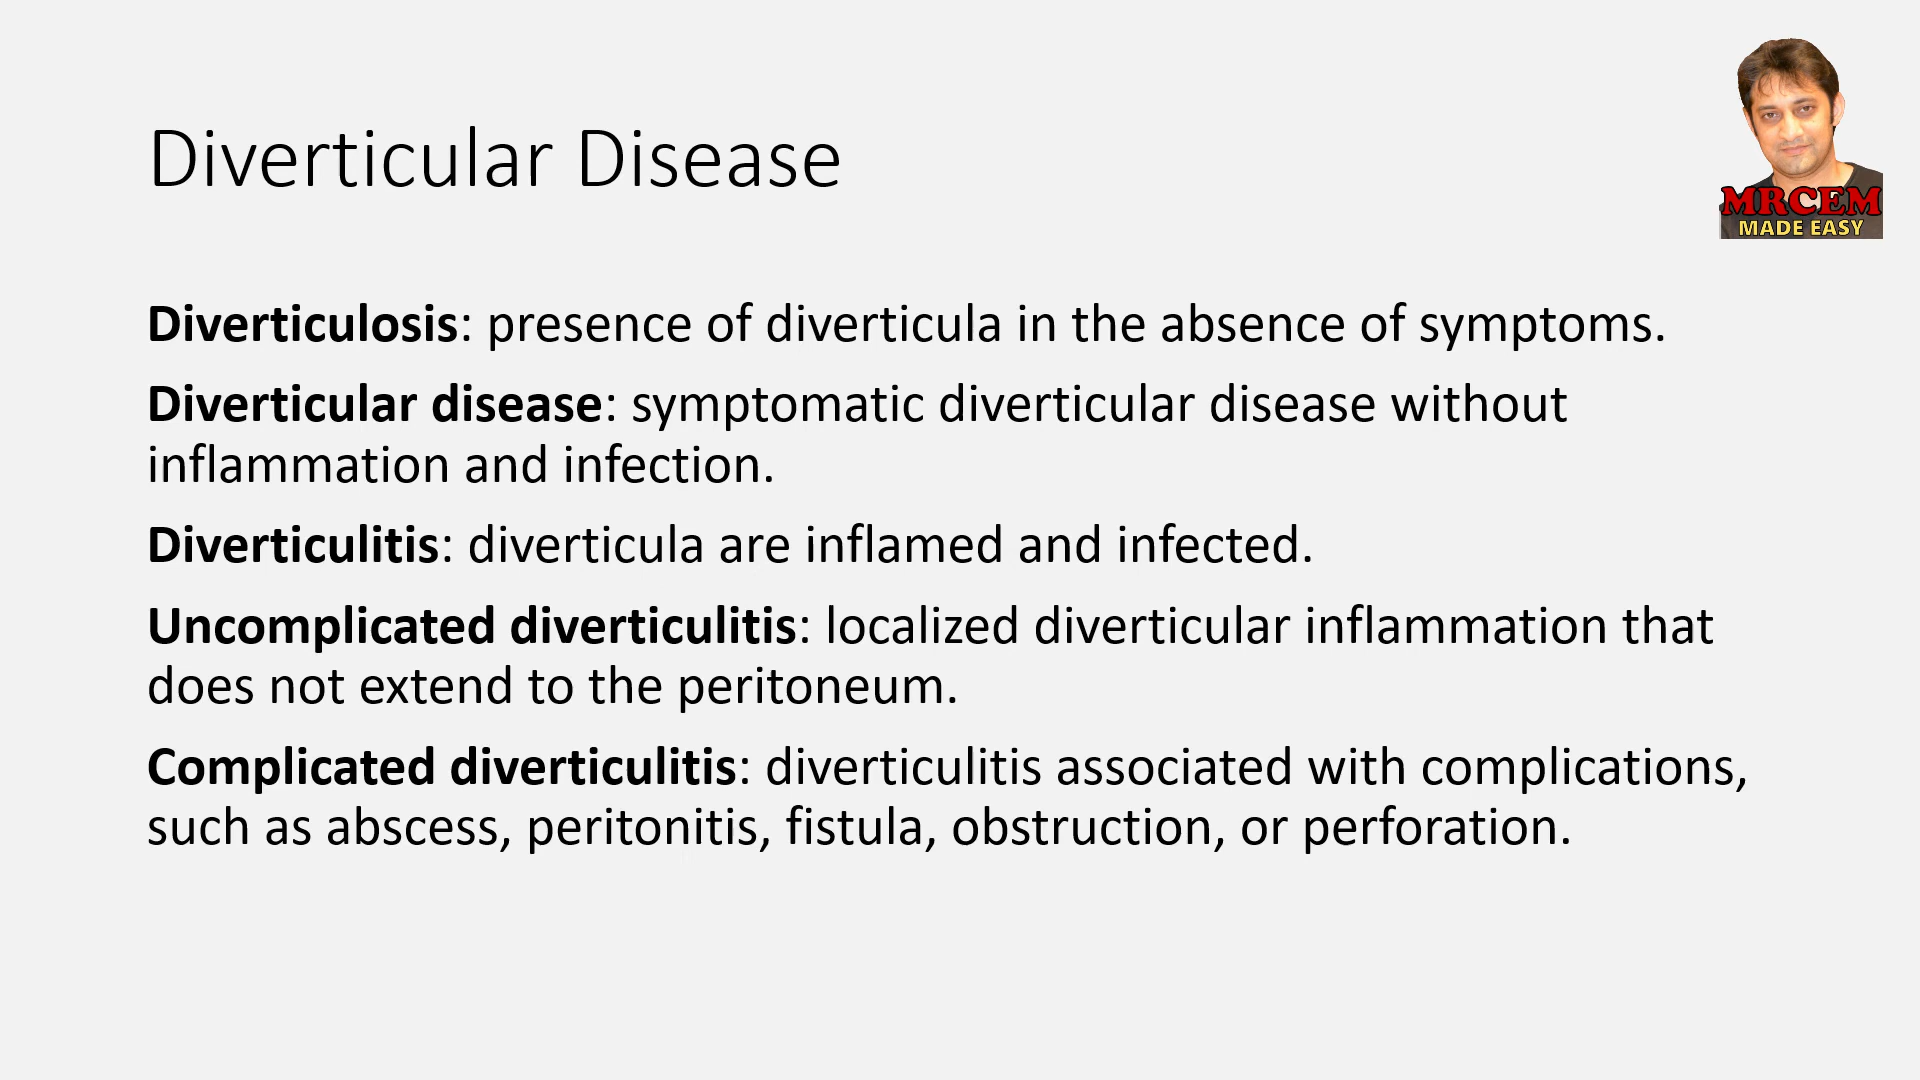 MRCEM
MADE EASY
Diverticular Disease
Diverticulosis: presence of diverticula in the absence of symptoms.
Diverticular disease: symptomatic diverticular disease without
inflammation and infection.
Diverticulitis: diverticula are inflamed and infected.
Uncomplicated diverticulitis: localized diverticular inflammation that
does not extend to the peritoneum.
Complicated diverticulitis: diverticulitis associated with complications,
such as abscess, peritonitis, fistula, obstruction, or perforation.